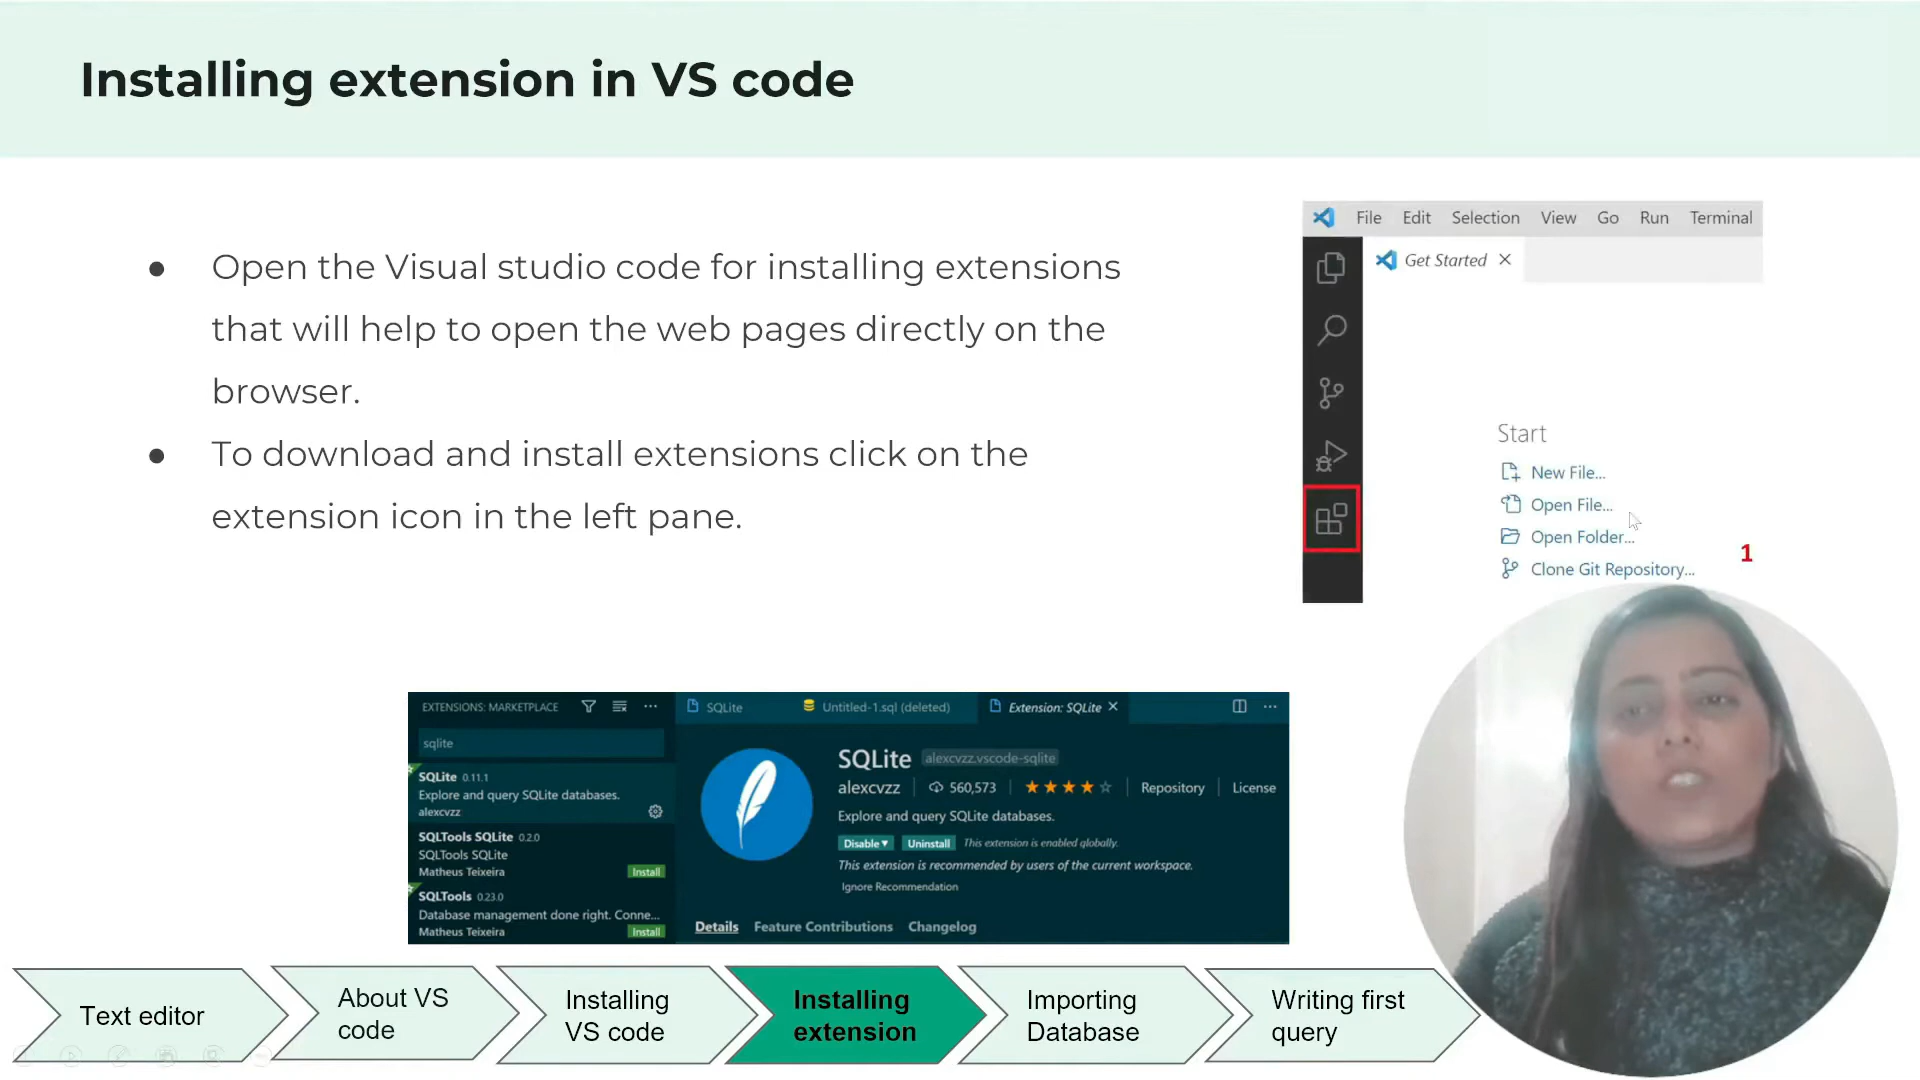 Installing extension in VS code
● Open the Visual studio code for installing extensions
that will help to open the web pages directly on the
browser.
● To download and install extensions click on the
extension icon in the left pane.
File Edit Selection View Go Run Terminal
Get Started ×
Start
New File...
Open File...
Open Folder...
Clone Git Repository...
1
EXTENSIONS: MARKETPLACE
sqlite
SQLite 0.11.1
Explore and query SQLite databases.
alexcvzz
SQLTools SQLite 0.2.0
SQLTools SQLite
Matheus Teixeira Install
SQLTools 0.23.0
Database management done right. Conne...
Matheus Teixeira Install
SQLite Untitled-1.sql (deleted) Extension: SQLite ×
SQLite alexcvzz.vscode-sqlite
alexcvzz 560,573 ★★★★☆ Repository License
Explore and query SQLite databases.
Disable Uninstall This extension is enabled globally.
This extension is recommended by users of the current workspace.
Ignore Recommendation
Details Feature Contributions Changelog
Text editor
About VS
code
Installing
VS code
Installing
extension
Importing
Database
Writing first
query